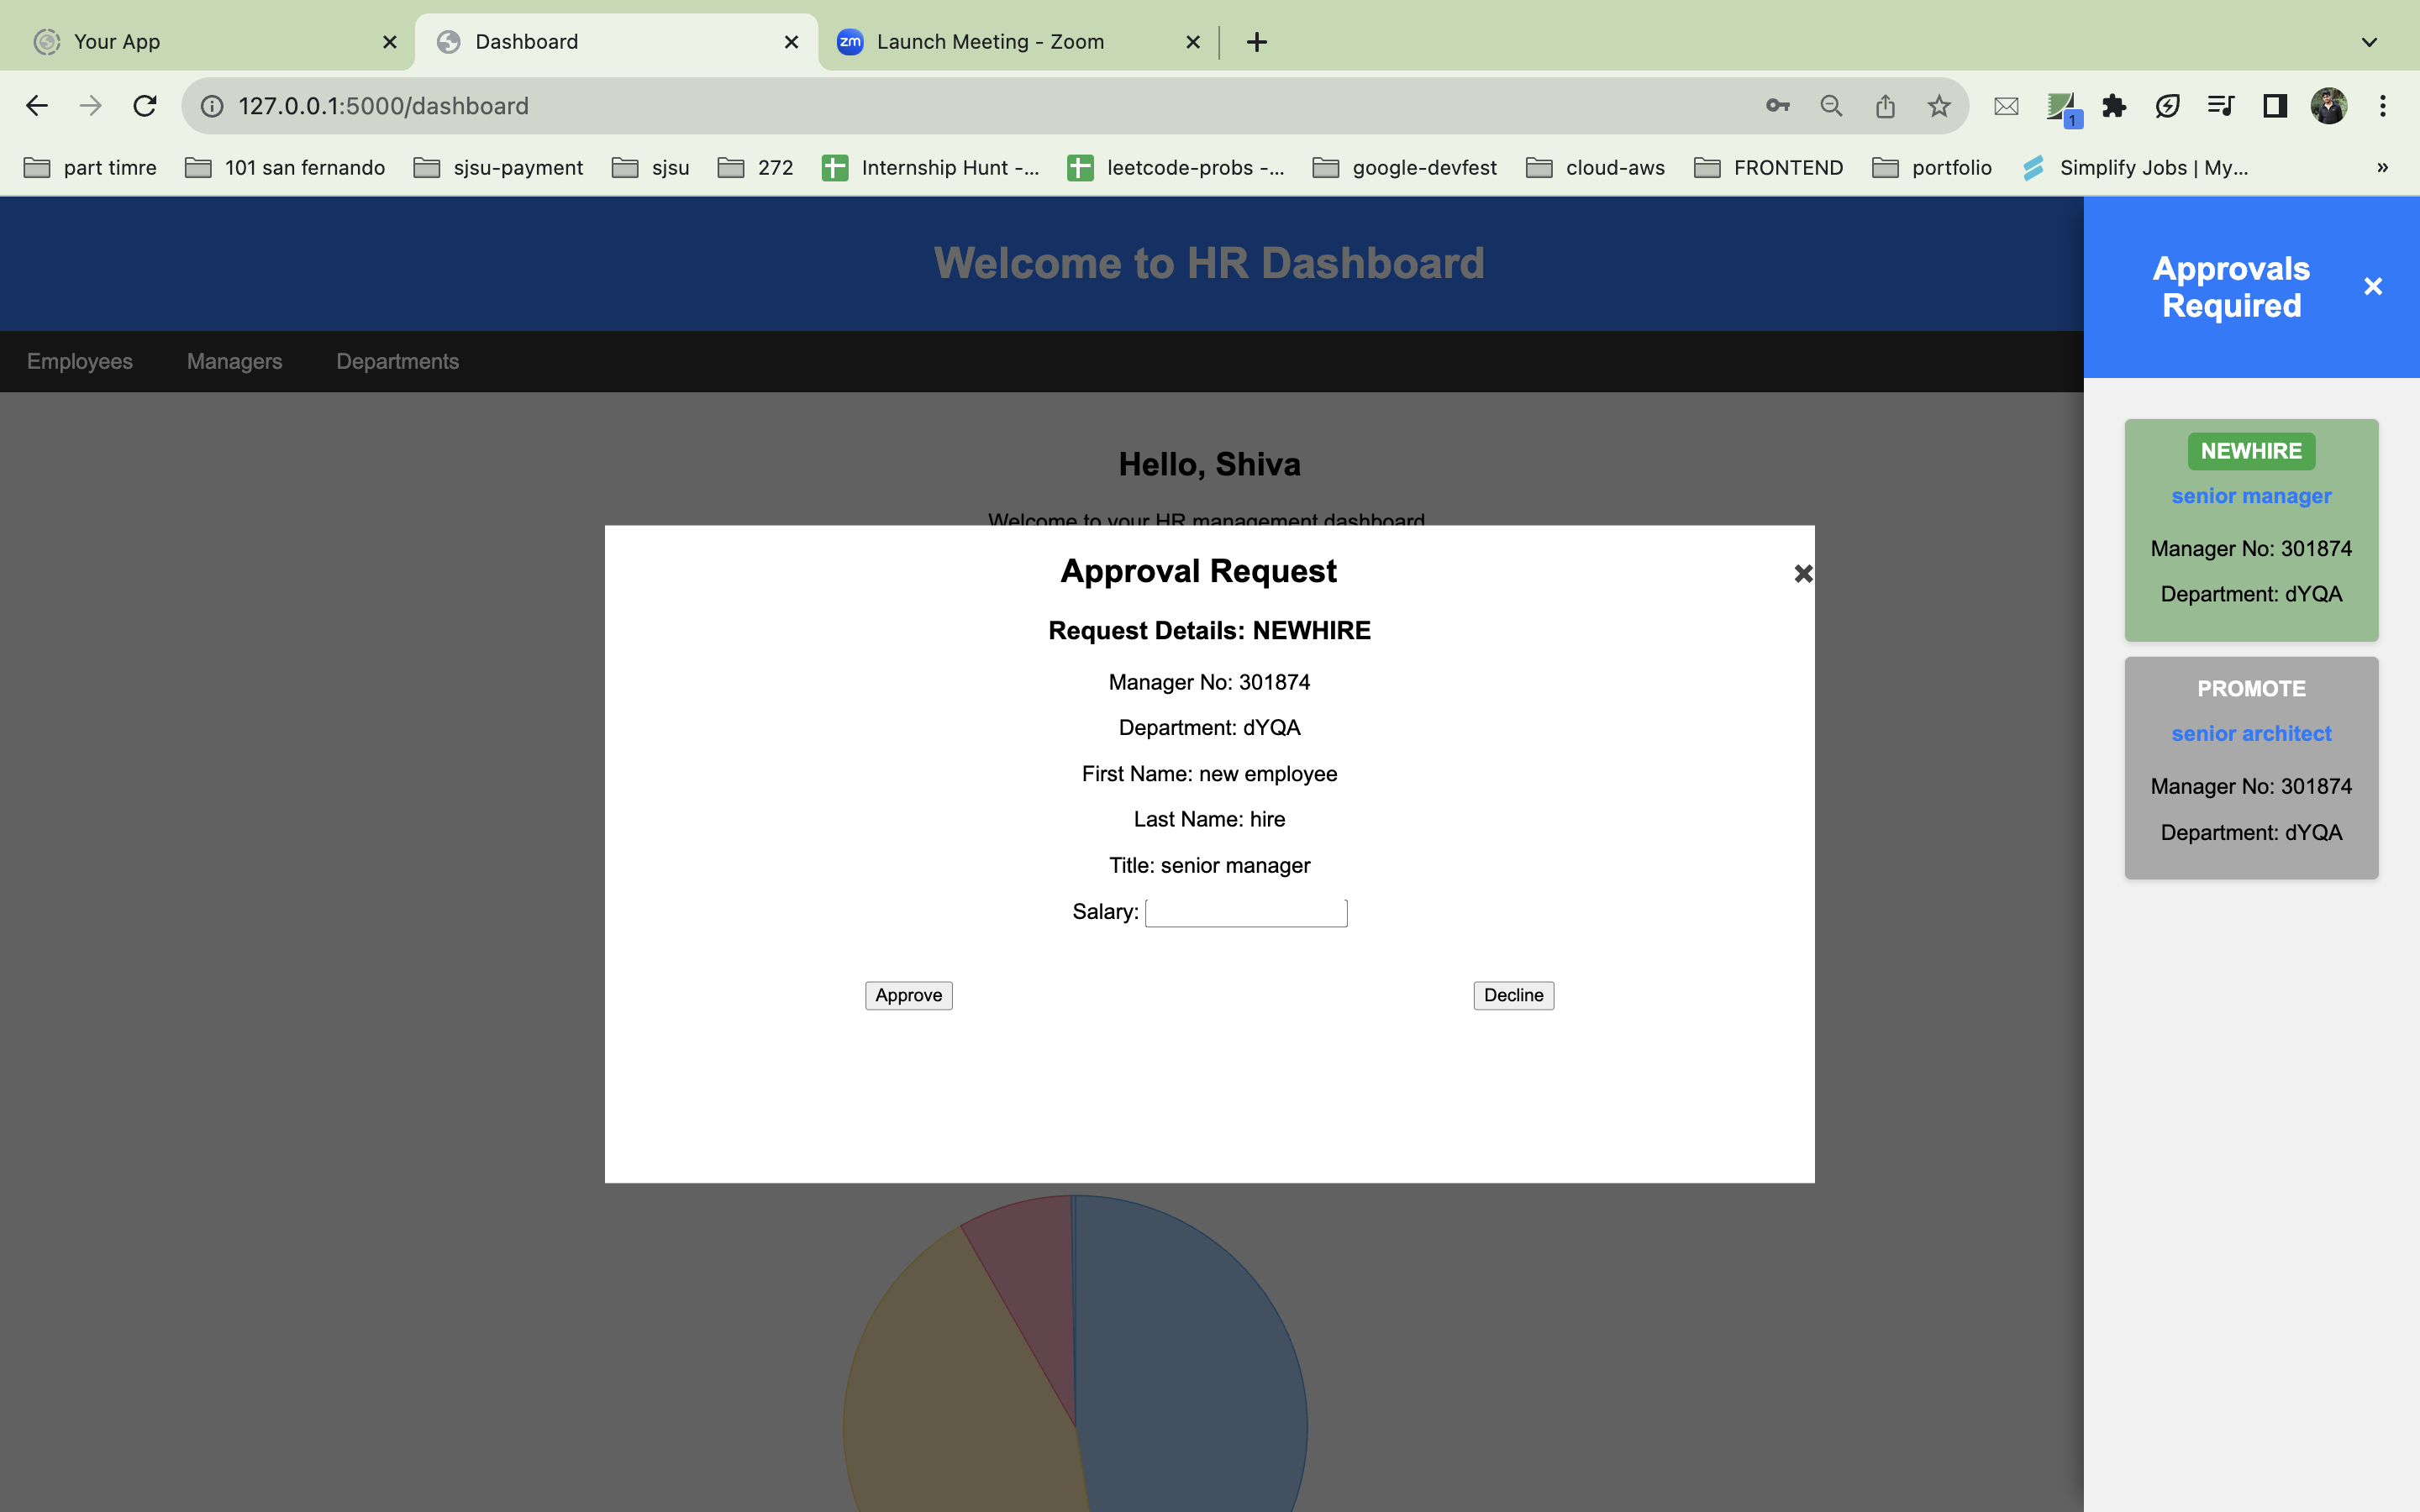 Your App
Dashboard
Launch Meeting - Zoom
zm
127.0.0.1:5000/dashboard
1
part timre
101 san fernando
sjsu-payment
sjsu
272
Internship Hunt -...
leetcode-probs -...
google-devfest
cloud-aws
FRONTEND
portfolio
Simplify Jobs | My...
»
Welcome to HR Dashboard
Employees
Managers
Departments
Hello, Shiva
Welcome to your HR management dashboard
Approval Request
Request Details: NEWHIRE
Manager No: 301874
Department: dYQA
First Name: new employee
Last Name: hire
Title: senior manager
Salary:
Approve
Decline
Approvals
Required
NEWHIRE
senior manager
Manager No: 301874
Department: dYQA
PROMOTE
senior architect
Manager No: 301874
Department: dYQA